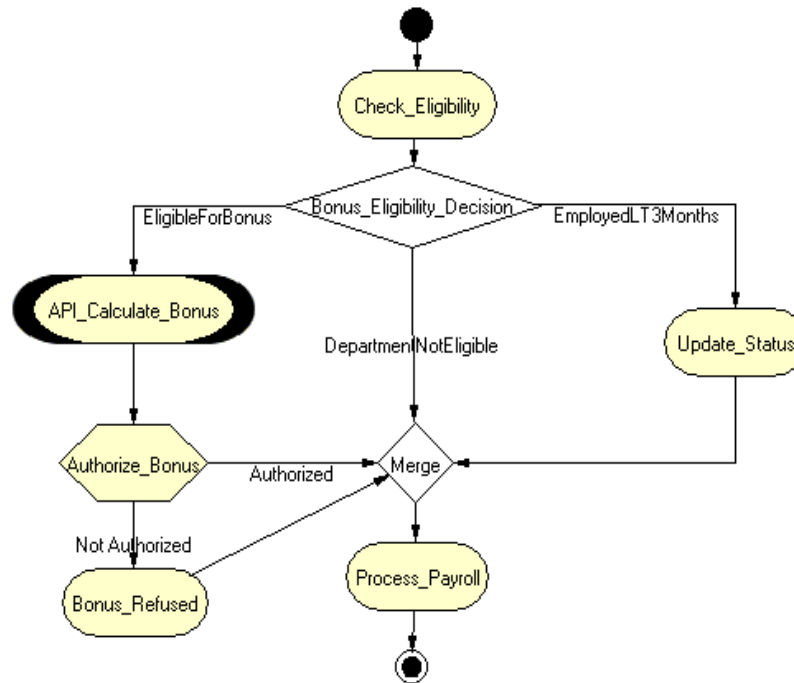 Check_Eligibility
Bonus_Eligibility_Decision
EligibleForBonus
EmployedLT3Months
API_Calculate_Bonus
DepartmentNotEligible
Update_Status
Authorize_Bonus
Authorized
Merge
Not Authorized
Bonus_Refused
Process_Payroll